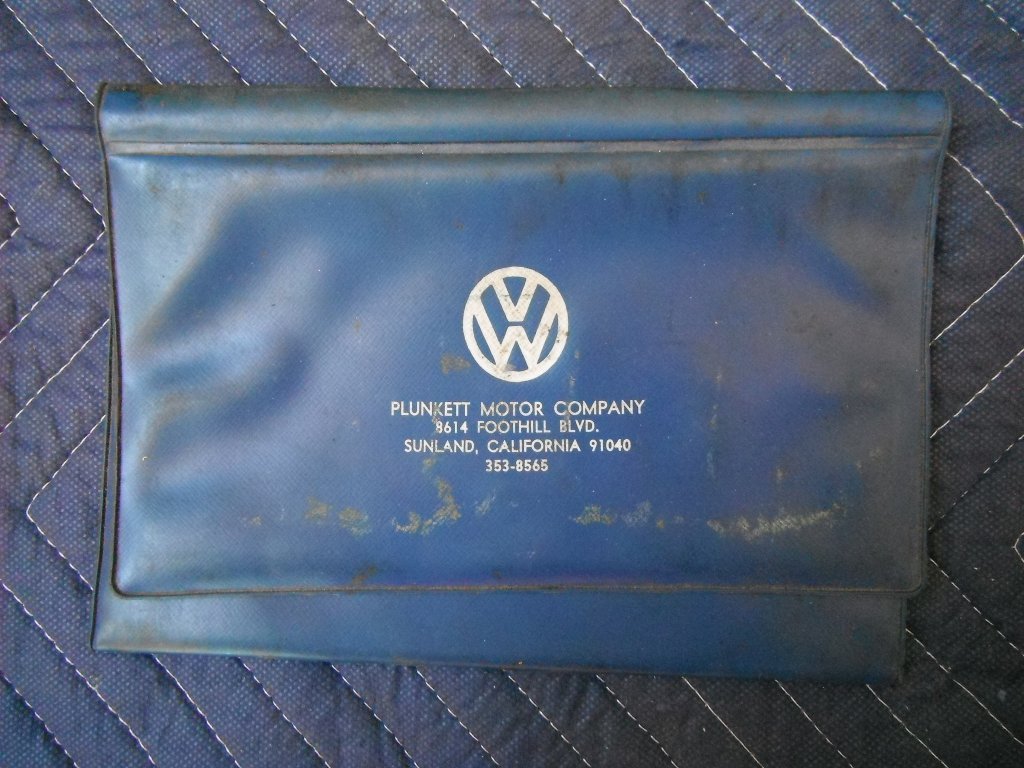 PLUNKETT MOTOR COMPANY
8614 FOOTHILL BLVD.
SUNLAND, CALIFORNIA 91040
353-8565